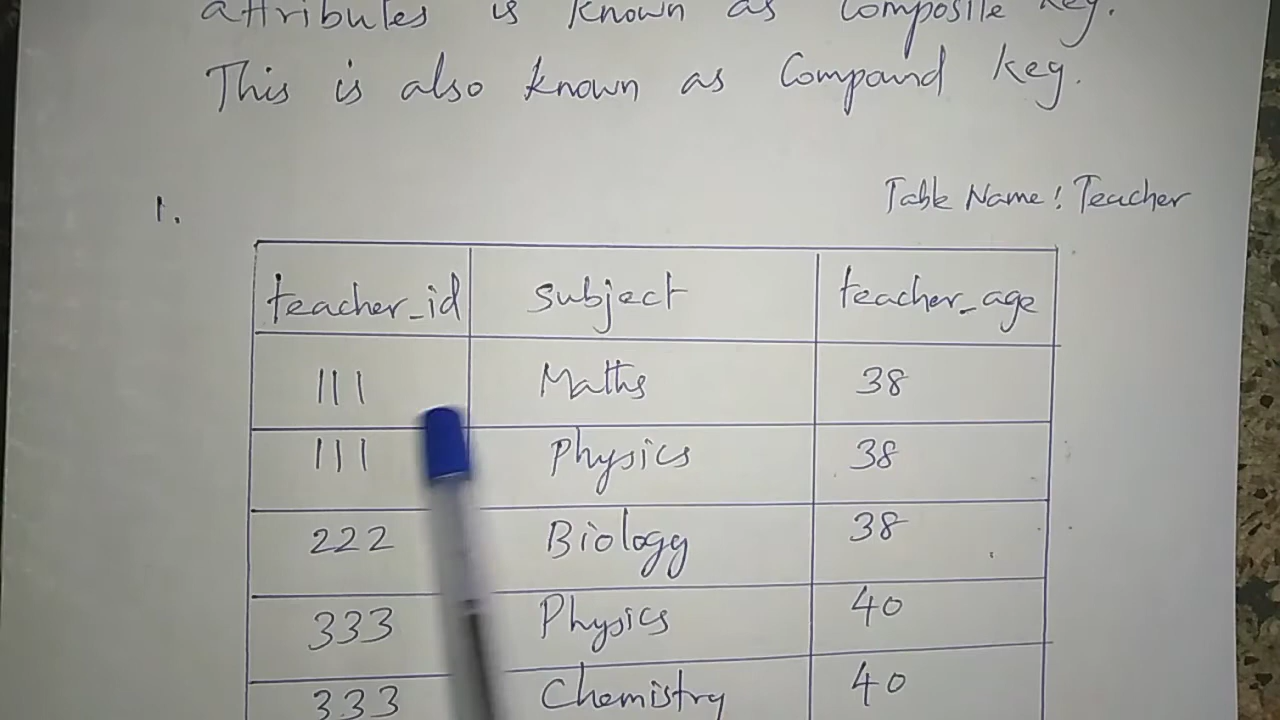 attributes is known as Composite Key.
This is also known as Compound Key.
1.
Table Name: Teacher
teacher_id subject teacher_age
111 Maths 38
111 Physics 38
222 Biology 38
333 Physics 40
333 Chemistry 40